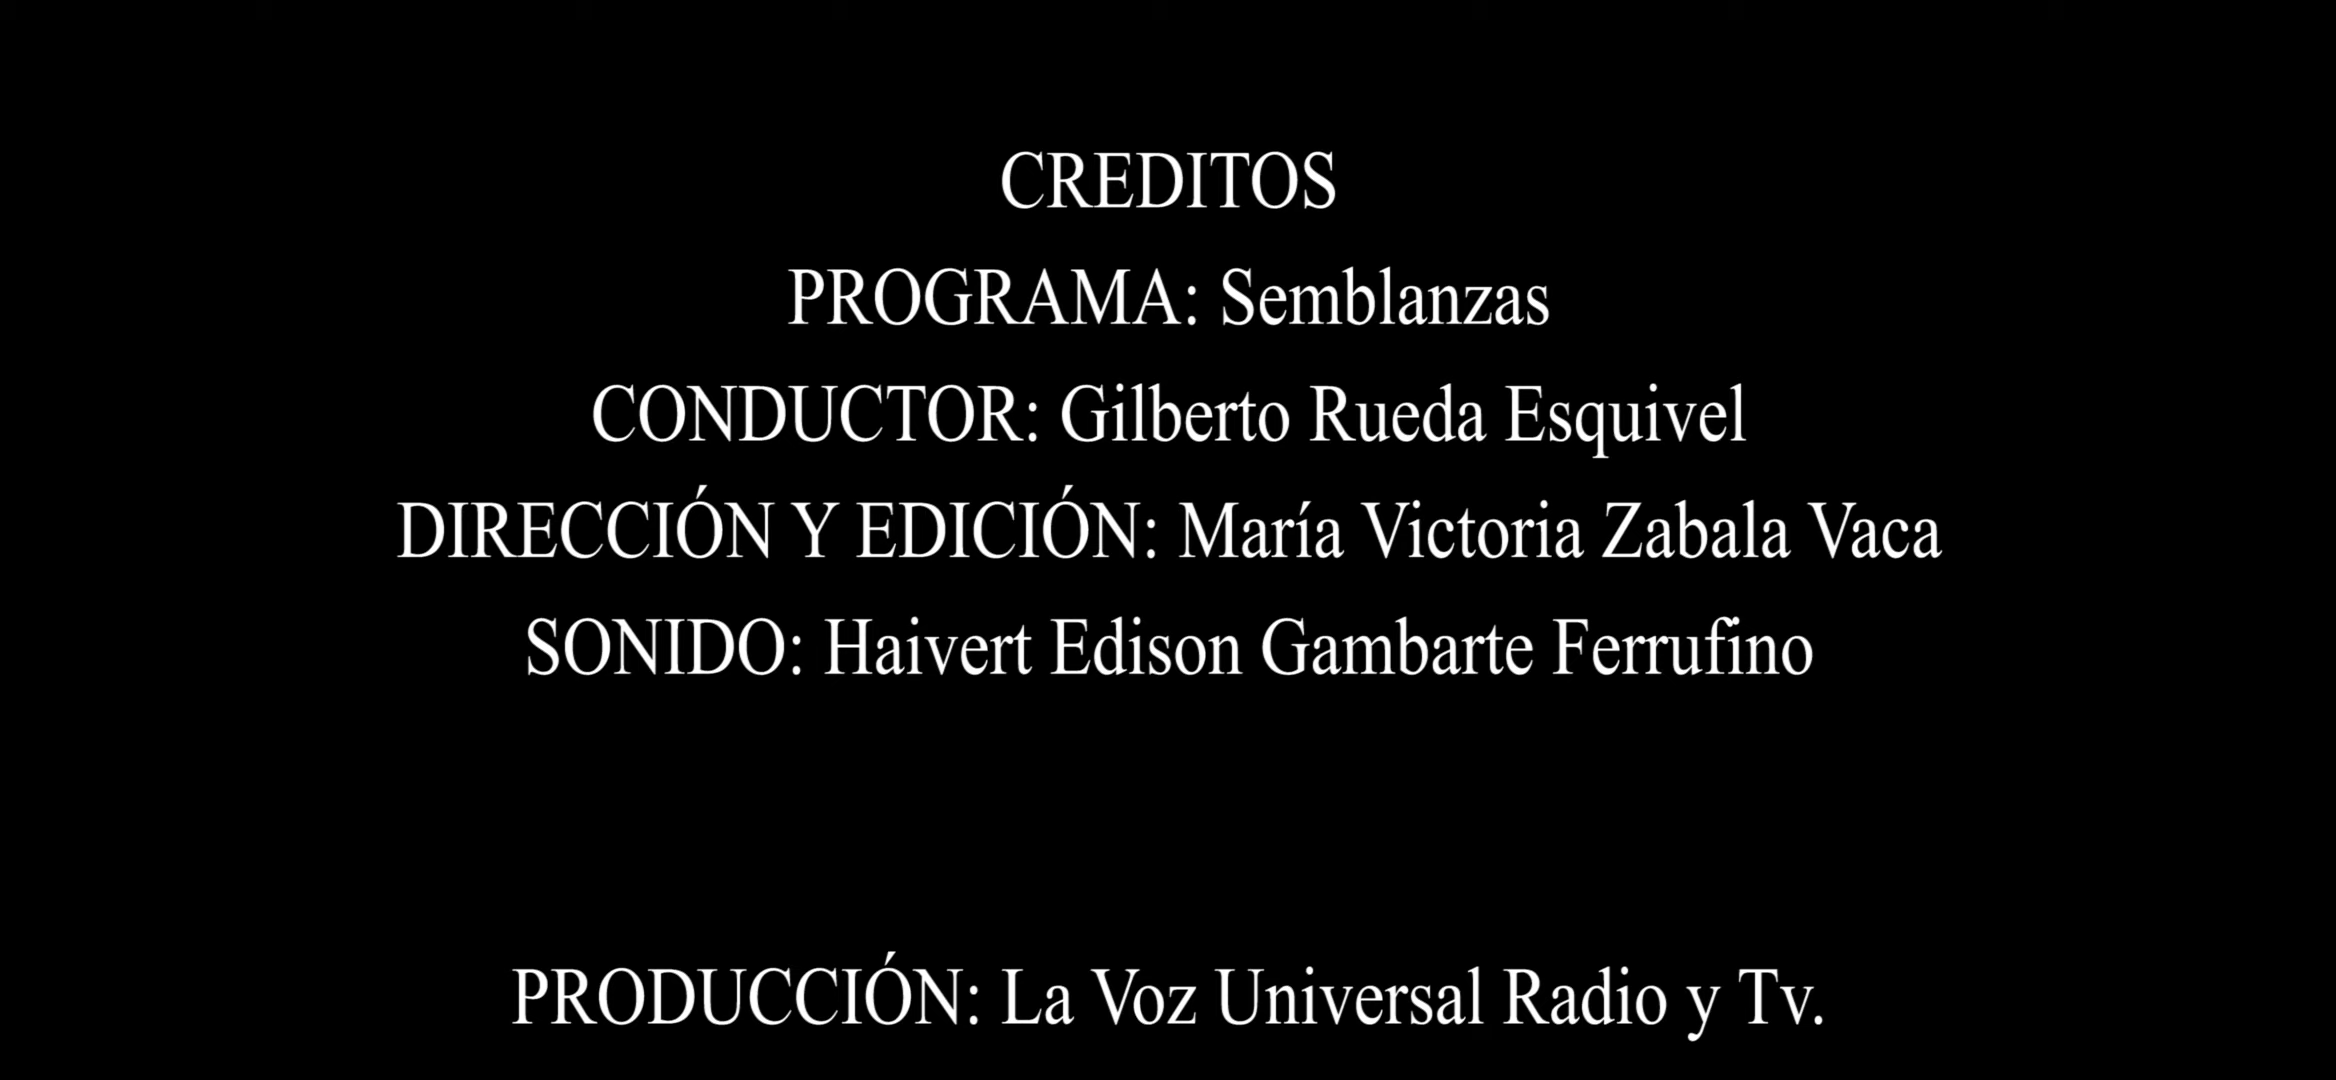 CREDITOS
PROGRAMA: Semblanzas
CONDUCTOR: Gilberto Rueda Esquivel
DIRECCIÓN Y EDICIÓN: María Victoria Zabala Vaca
SONIDO: Haivert Edison Gambarte Ferrufino
PRODUCCIÓN: La Voz Universal Radio y Tv.